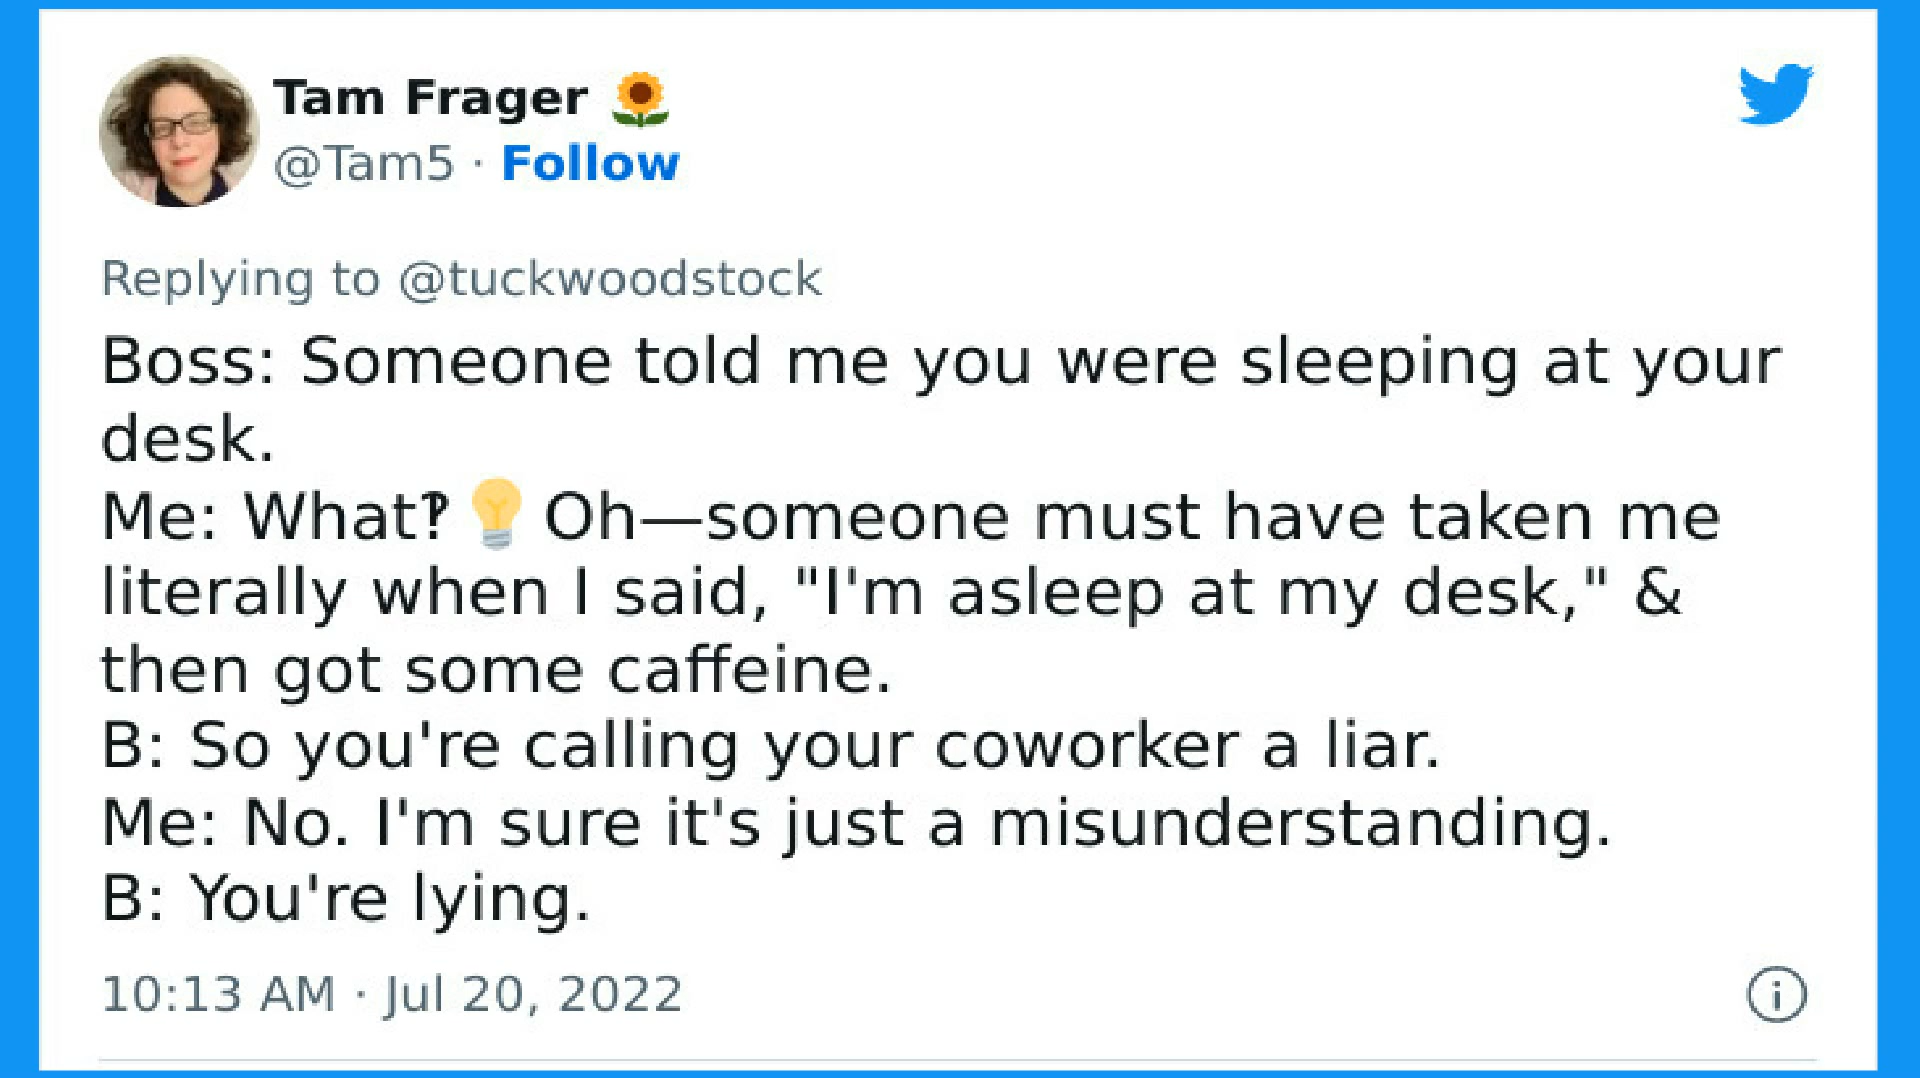 Tam Frager 🌻
@Tam5 · Follow
Replying to @tuckwoodstock
Boss: Someone told me you were sleeping at your
desk.
Me: What‽ 💡 Oh—someone must have taken me
literally when I said, "I'm asleep at my desk," &
then got some caffeine.
B: So you're calling your coworker a liar.
Me: No. I'm sure it's just a misunderstanding.
B: You're lying.
10:13 AM · Jul 20, 2022